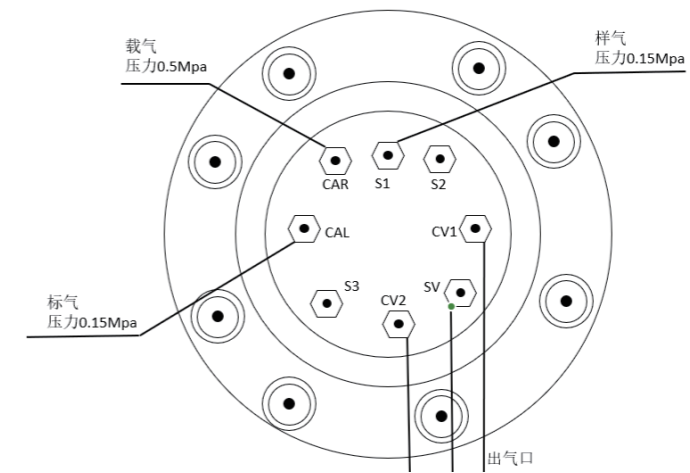 载气
压力0.5Mpa
样气
压力0.15Mpa
CAR
S1
S2
CAL
CV1
标气
压力0.15Mpa
S3
CV2
SV
出气口